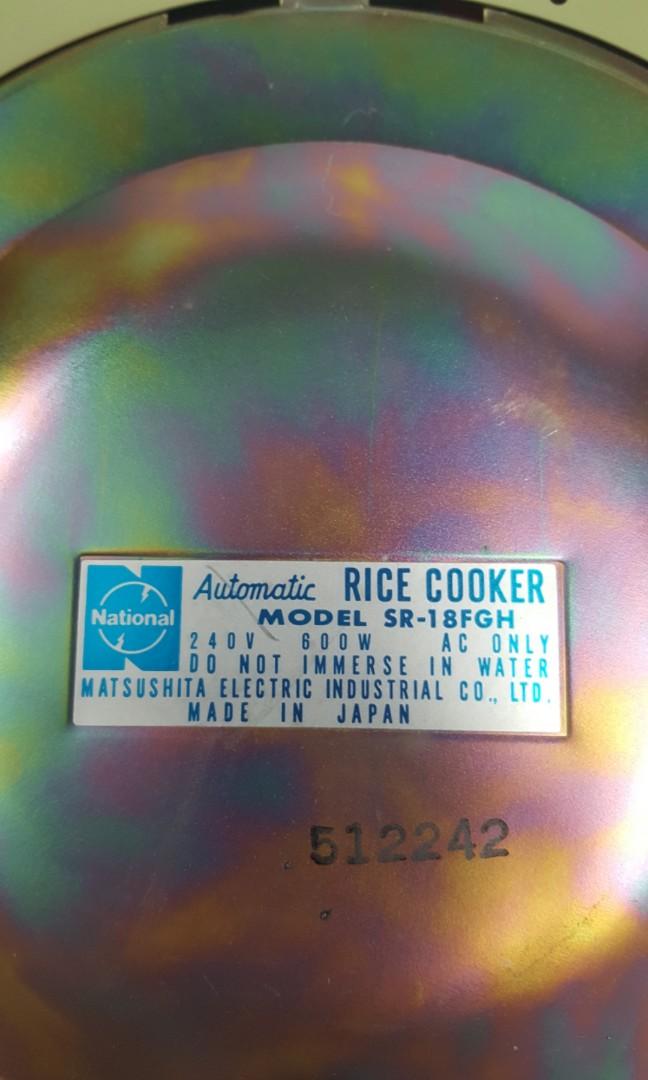 National
Automatic RICE COOKER
MODEL SR-18FGH
240V 600W AC ONLY
DO NOT IMMERSE IN WATER
MATSUSHITA ELECTRIC INDUSTRIAL CO., LTD.
MADE IN JAPAN
512242